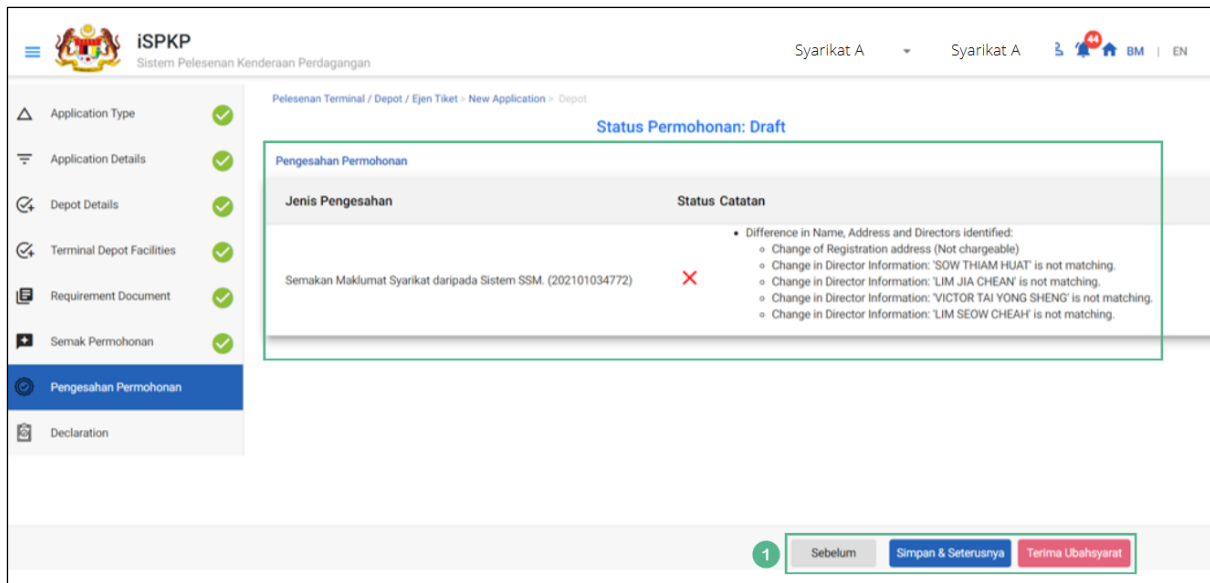 iSPKP
Sistem Pelesenan Kenderaan Perdagangan
Syarikat A
Syarikat A
44
BM | EN
Application Type
Application Details
Depot Details
Terminal Depot Facilities
Requirement Document
Semak Permohonan
Pengesahan Permohonan
Declaration
Pelesenan Terminal / Depot / Ejen Tiket > New Application > Depot
Status Permohonan: Draft
Pengesahan Permohonan
Jenis Pengesahan Status Catatan
Semakan Maklumat Syarikat daripada Sistem SSM. (202101034772)
• Difference in Name, Address and Directors identified:
Change of Registration address (Not chargeable)
Change in Director Information: 'SOW THIAM HUAT' is not matching.
Change in Director Information: 'LIM JIA CHEAN' is not matching.
Change in Director Information: 'VICTOR TAI YONG SHENG' is not matching.
Change in Director Information: 'LIM SEOW CHEAH' is not matching.
1
Sebelum
Simpan & Seterusnya
Terima Ubahsyarat